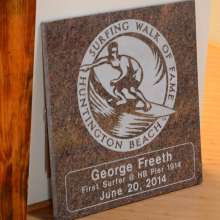 SURFING WALK OF FAME
HUNTINGTON BEACH
George Freeth
First Surfer @ HB Pier 1914
June 20, 2014